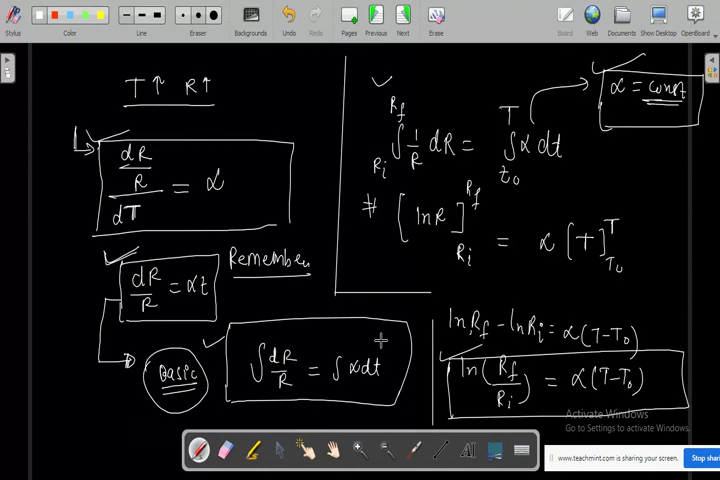 Stylus
Color
Line
Eraser
Backgrounds
Undo
Redo
Pages
Previous
Next
Erase
Board
Web
Documents
Show Desktop
OpenBoard
T↑ R↑
(dR/R)/dT = α
dR/R = αt
Remember
Basic
∫ dR/R = ∫ αdt
∫_{Ri}^{Rf} 1/R dR = ∫_{t0}^{T} α dt
α = const
# [lnR]_{Ri}^{Rf} = α [T]_{T0}^{T}
ln Rf - ln Ri = α(T-T0)
ln(Rf/Ri) = α(T-T0)
Activate Windows
Go to Settings to activate Windows.
www.teachmint.com is sharing your screen.
Stop shari